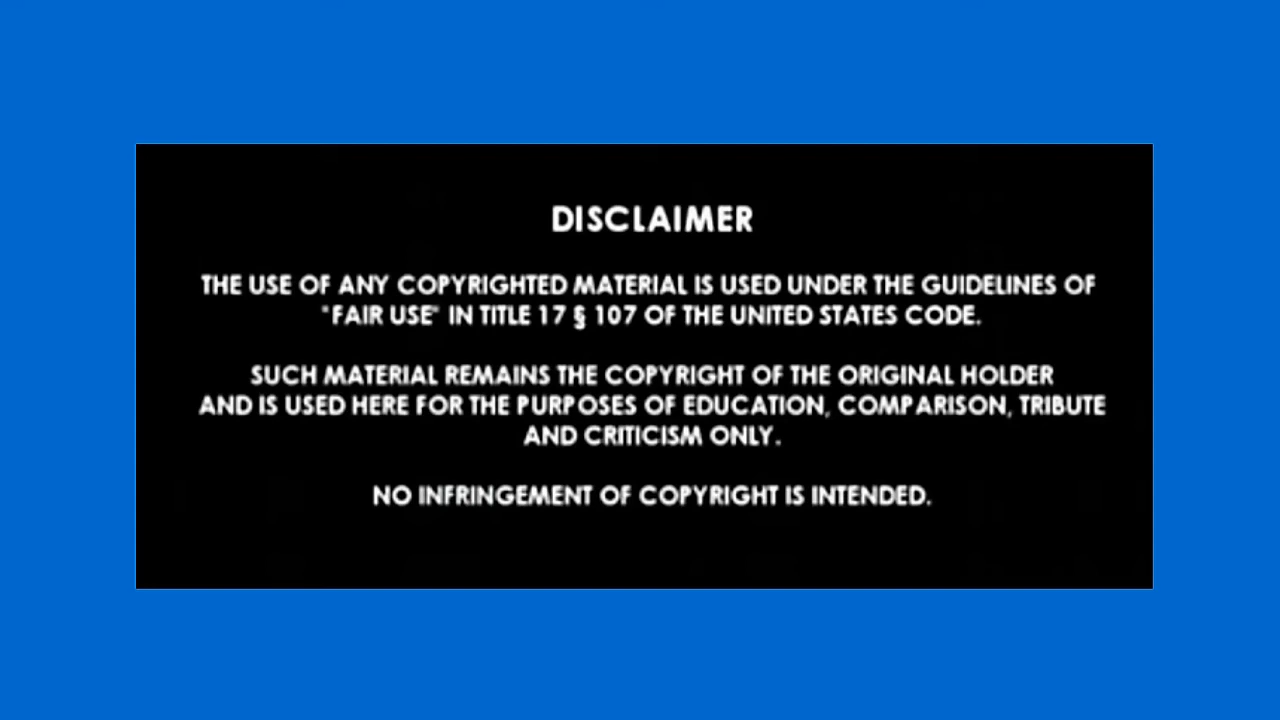 DISCLAIMER
THE USE OF ANY COPYRIGHTED MATERIAL IS USED UNDER THE GUIDELINES OF
"FAIR USE" IN TITLE 17 § 107 OF THE UNITED STATES CODE.
SUCH MATERIAL REMAINS THE COPYRIGHT OF THE ORIGINAL HOLDER
AND IS USED HERE FOR THE PURPOSES OF EDUCATION, COMPARISON, TRIBUTE
AND CRITICISM ONLY.
NO INFRINGEMENT OF COPYRIGHT IS INTENDED.